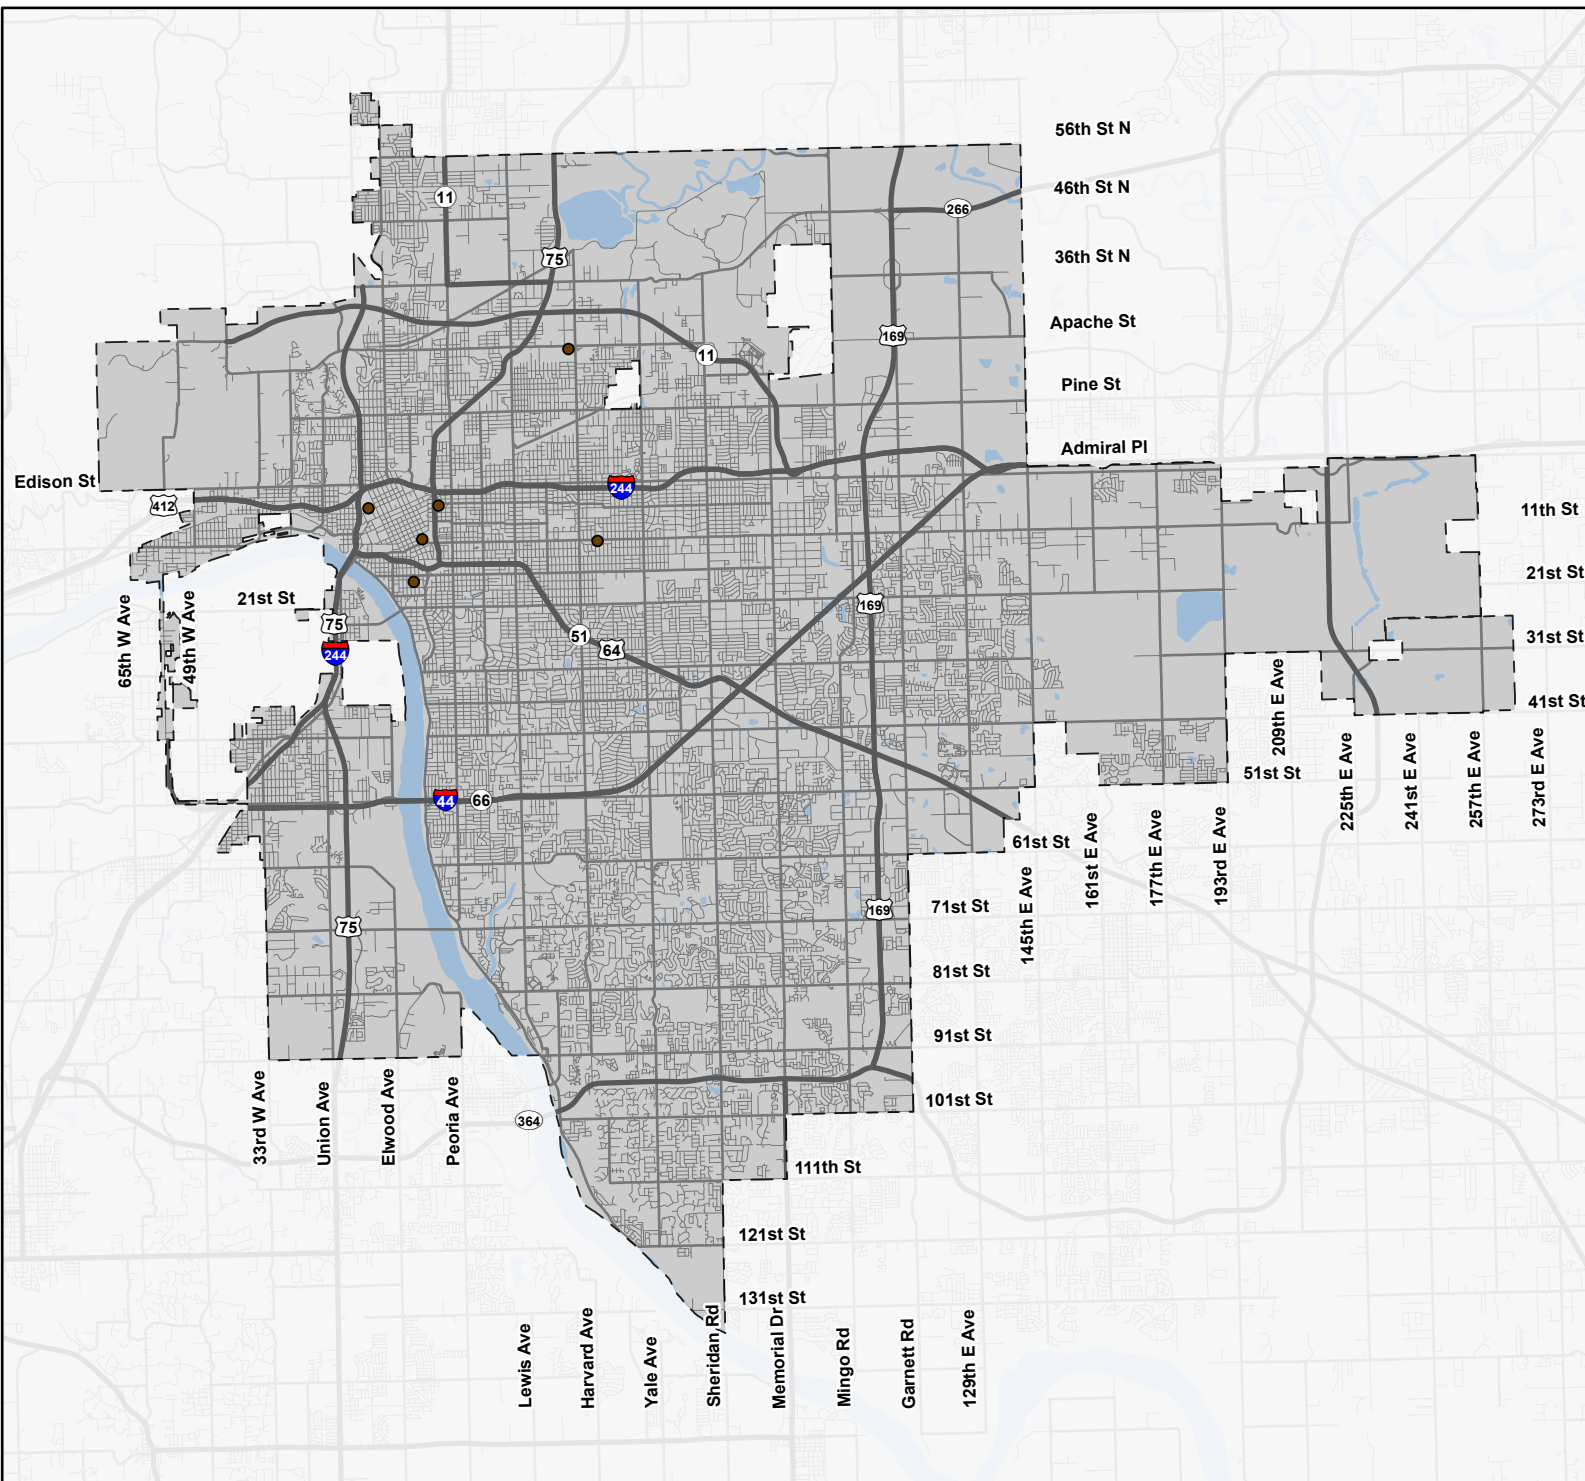 56th St N
46th St N
11
266
36th St N
75
Apache St
169
11
Pine St
Admiral Pl
Edison St
244
412
11th St
21st St
21st St
169
75
51
31st St
64
244
65th W Ave
49th W Ave
41st St
209th E Ave
51st St
225th E Ave
241st E Ave
257th E Ave
273rd E Ave
44
66
61st St
161st E Ave
177th E Ave
193rd E Ave
71st St
169
75
145th E Ave
81st St
91st St
101st St
364
33rd W Ave
Union Ave
Elwood Ave
Peoria Ave
111th St
121st St
131st St
Lewis Ave
Harvard Ave
Yale Ave
Sheridan Rd
Memorial Dr
Mingo Rd
Garnett Rd
129th E Ave